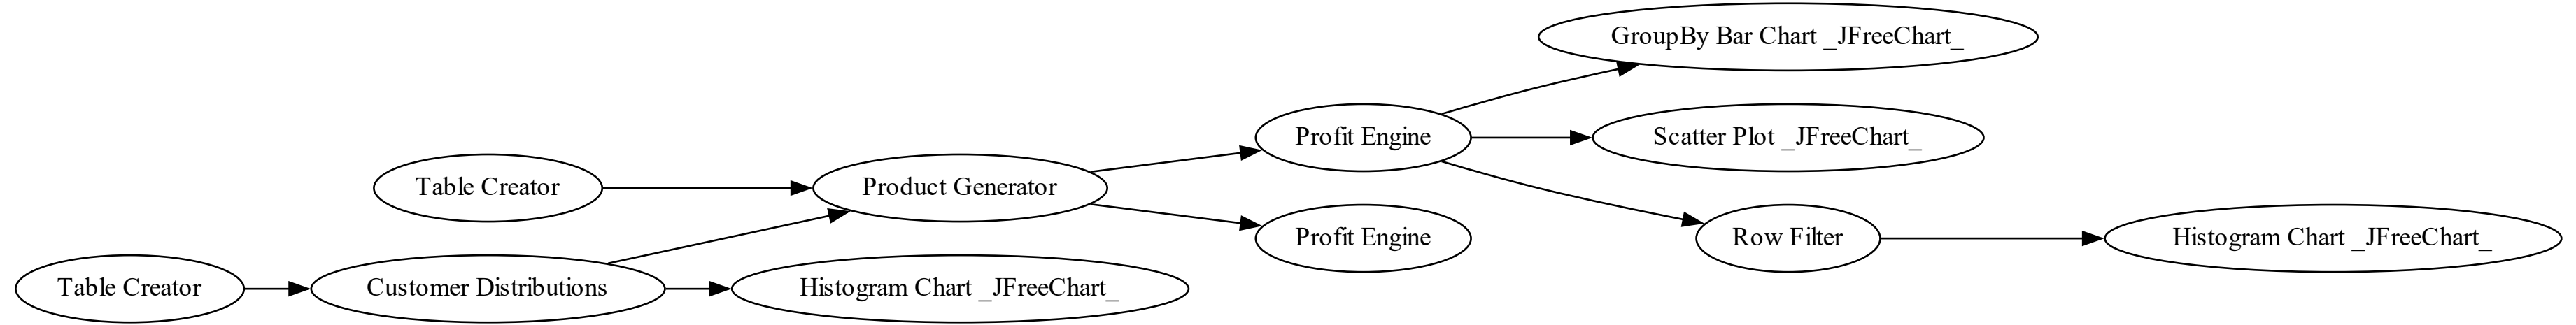 GroupBy Bar Chart _JFreeChart_
Profit Engine
Scatter Plot _JFreeChart_
Table Creator
Product Generator
Profit Engine
Row Filter
Histogram Chart _JFreeChart_
Table Creator
Customer Distributions
Histogram Chart _JFreeChart_